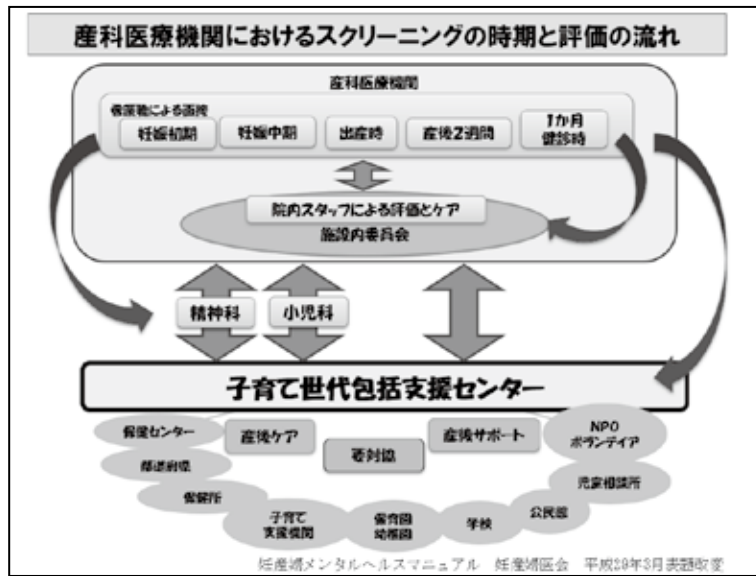 産科医療機関におけるスクリーニングの時期と評価の流れ
産科医療機関
保健職による面接
妊娠初期
妊娠中期
出産時
産後2週間
1か月
健診時
院内スタッフによる評価とケア
施設内委員会
精神科
小児科
子育て世代包括支援センター
保健センター
産後ケア
要対協
産後サポート
NPO
ボランティア
都道府県
児童相談所
保健所
子育て
支援機関
保育園
幼稚園
学校
公民館
妊産婦メンタルヘルスマニュアル 妊産婦医会 平成29年3月表題改変